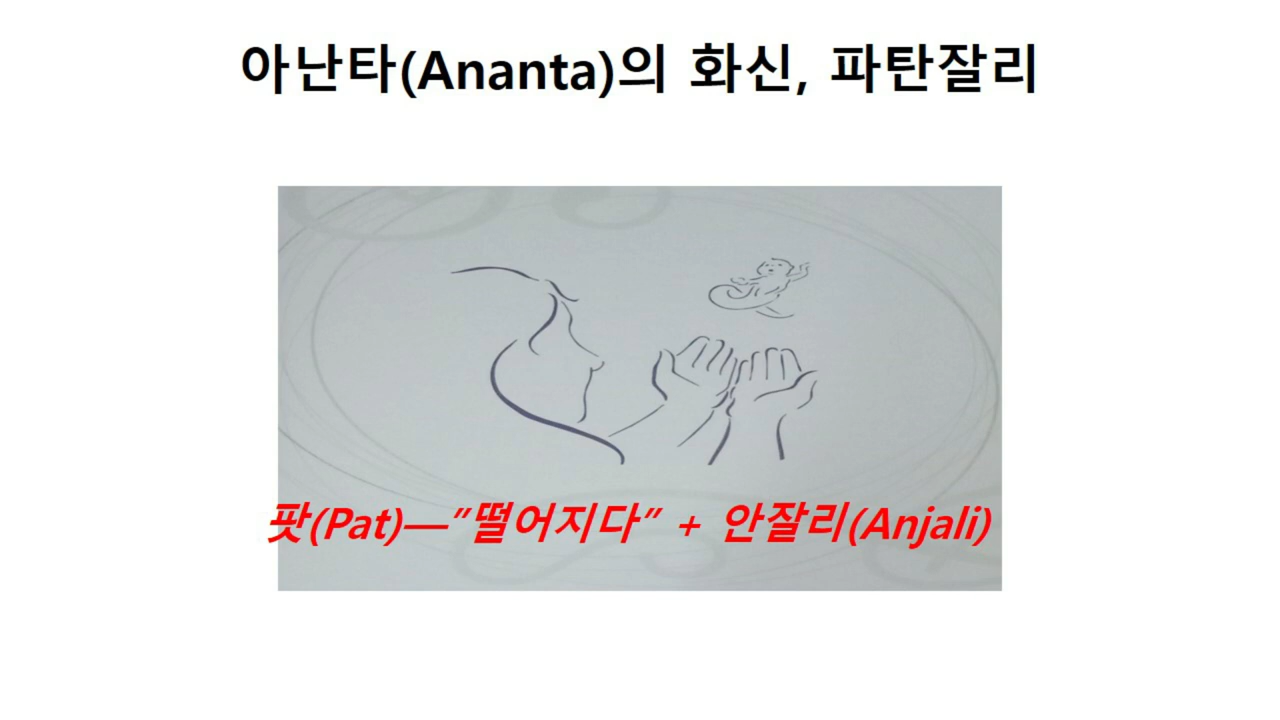 아난타(Ananta)의 화신, 파탄잘리
팟(Pat)—”떨어지다” + 안잘리(Anjali)